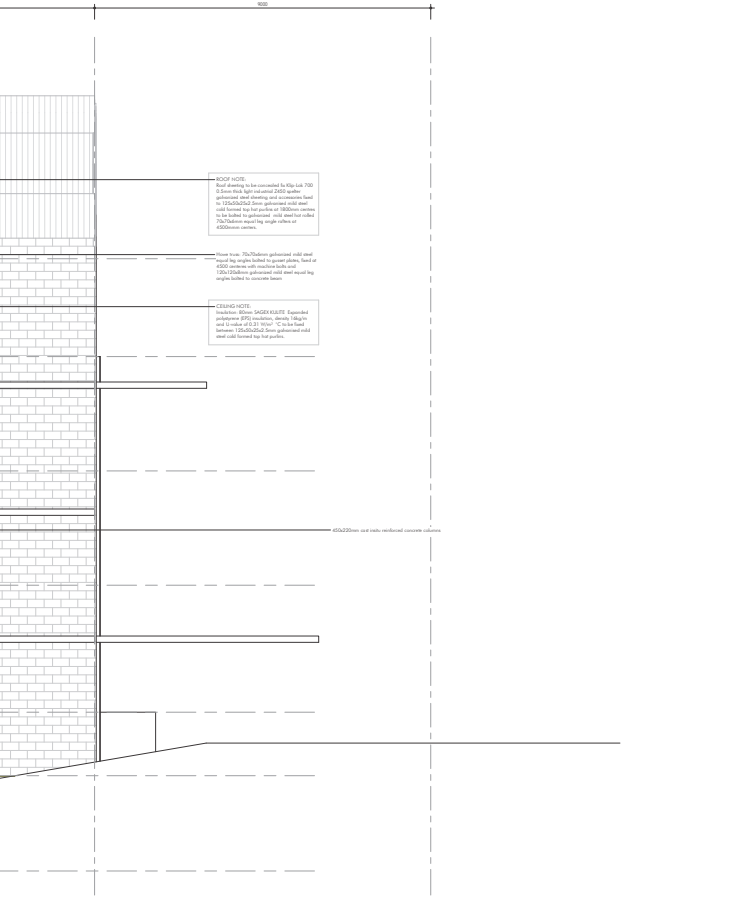 9000
ROOF NOTE:
Roof sheeting to be concealed fix Klip-Lok 700
0.5mm thick light industrial Z450 spelter
galvanized steel sheeting and accessories fixed
to 125x50x20x2.5mm galvanised mild steel
cold formed top hat purlins at 1800mm centres
to be bolted to galvanized mild steel hot rolled
70x70x6mm equal leg angle rafters at
4500mmm centers.
Howe truss: 70x70x6mm galvanized mild steel
equal leg angles bolted to gusset plates, fixed at
4500 centeres with machine bolts and
120x120x8mm galvanized mild steel equal leg
angles bolted to concrete beam
CEILING NOTE:
Insulation: 80mm SAGEX KULITE Expanded
polystyrene (EPS) insulation, density 16kg/m
and U value of 0.31 W/m² °C to be fixed
between 125x50x20x2.5mm galvanised mild
steel cold formed top hat purlins.
450x220mm cast insitu reinforced concrete columns